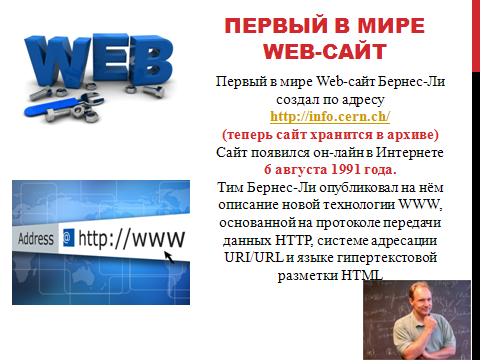 WEB
ПЕРВЫЙ В МИРЕ
WEB-САЙТ
Первый в мире Web-сайт Бернес-Ли
создал по адресу
http://info.cern.ch/
(теперь сайт хранится в архиве)
Сайт появился он-лайн в Интернете
6 августа 1991 года.
Тим Бернес-Ли опубликовал на нём
описание новой технологии WWW,
основанной на протоколе передачи
данных HTTP, системе адресации
URI/URL и языке гипертекстовой
разметки HTML
Address @ http://www